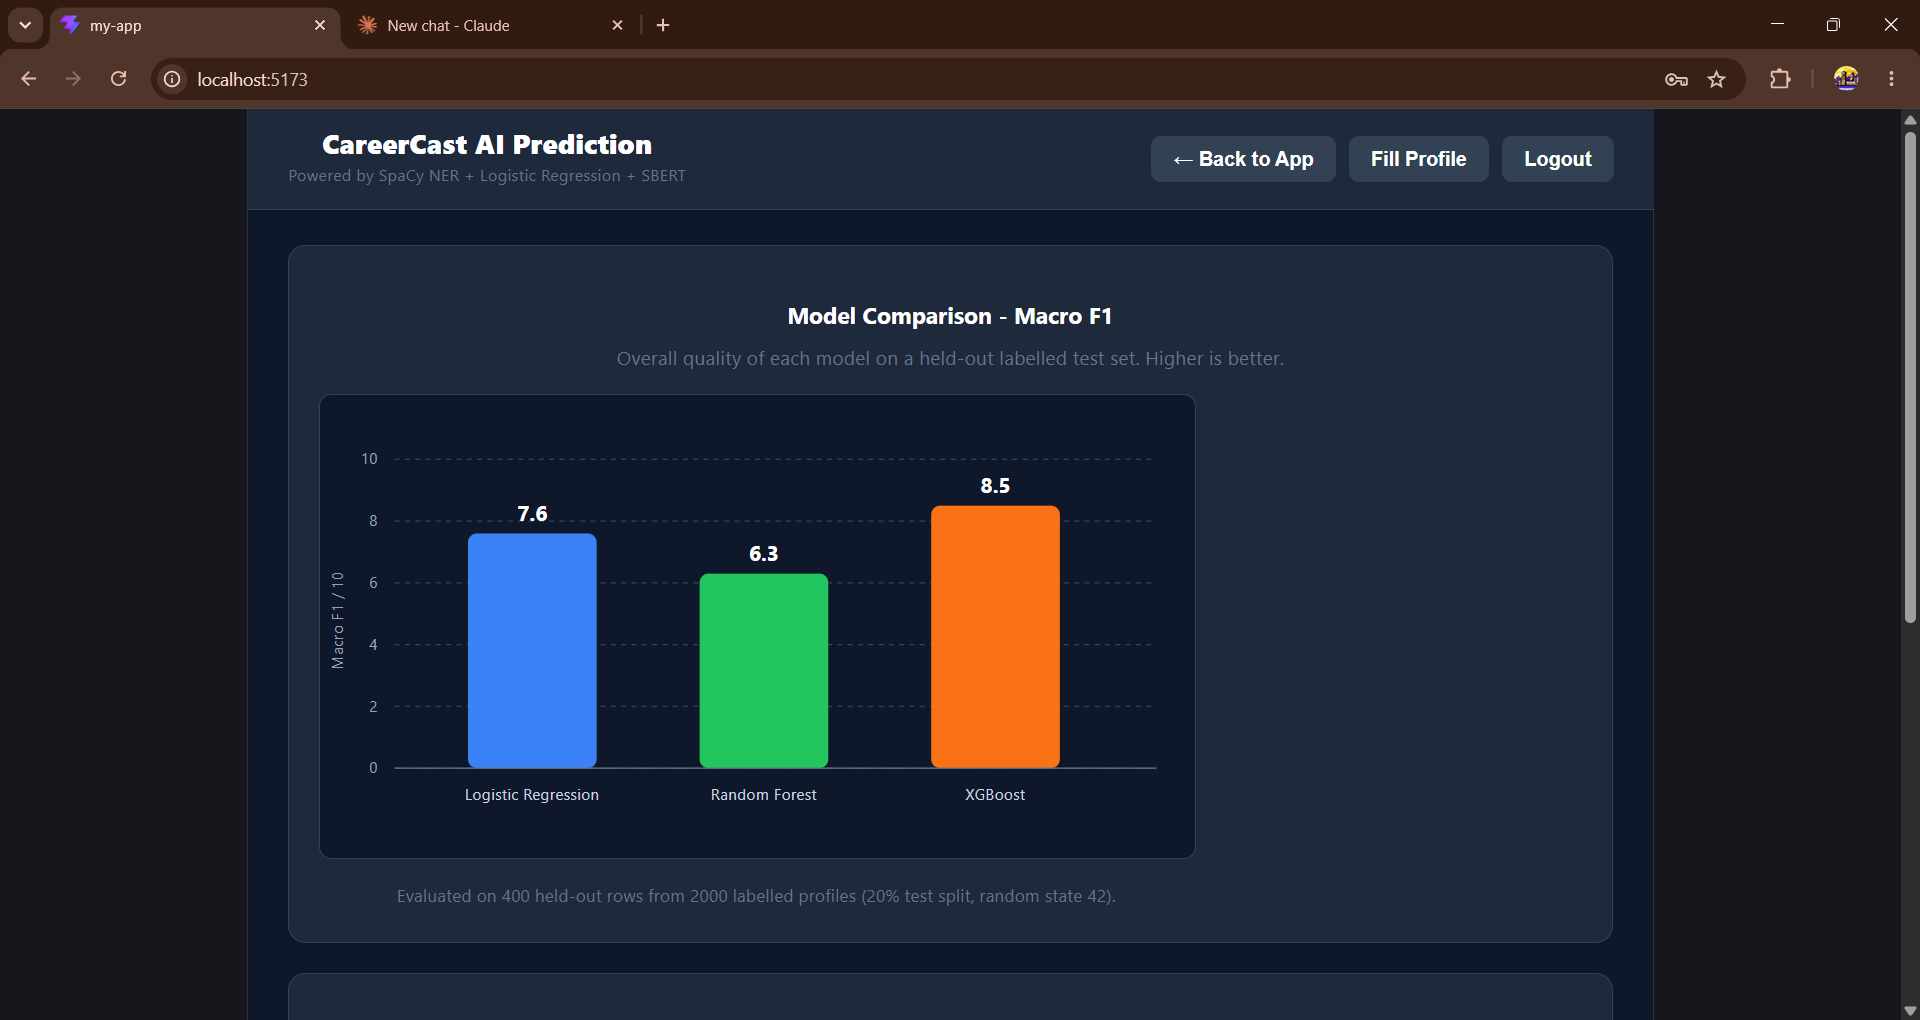 my-app
New chat - Claude
localhost:5173
CareerCast AI Prediction
Powered by SpaCy NER + Logistic Regression + SBERT
← Back to App
Fill Profile
Logout
Model Comparison - Macro F1
Overall quality of each model on a held-out labelled test set. Higher is better.
Macro F1 / 10
10
8
6
4
2
0
7.6
6.3
8.5
Logistic Regression
Random Forest
XGBoost
Evaluated on 400 held-out rows from 2000 labelled profiles (20% test split, random state 42).